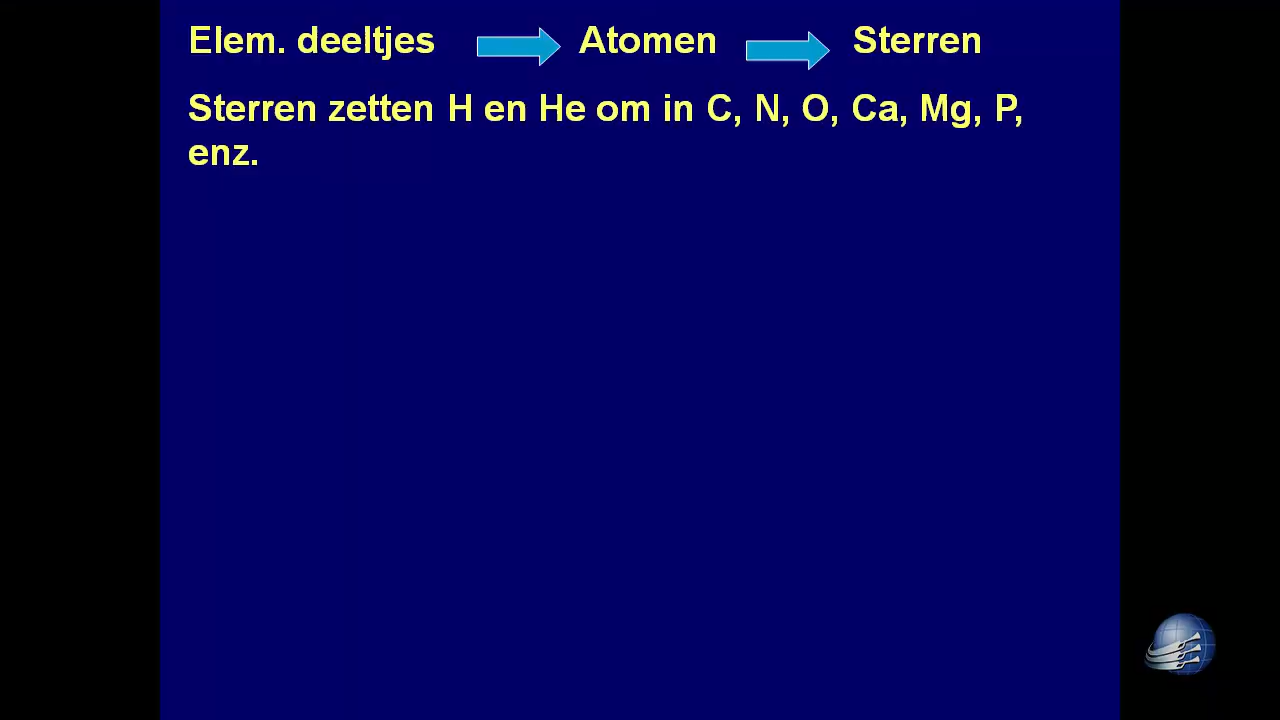 Elem. deeltjes Atomen Sterren
Sterren zetten H en He om in C, N, O, Ca, Mg, P,
enz.